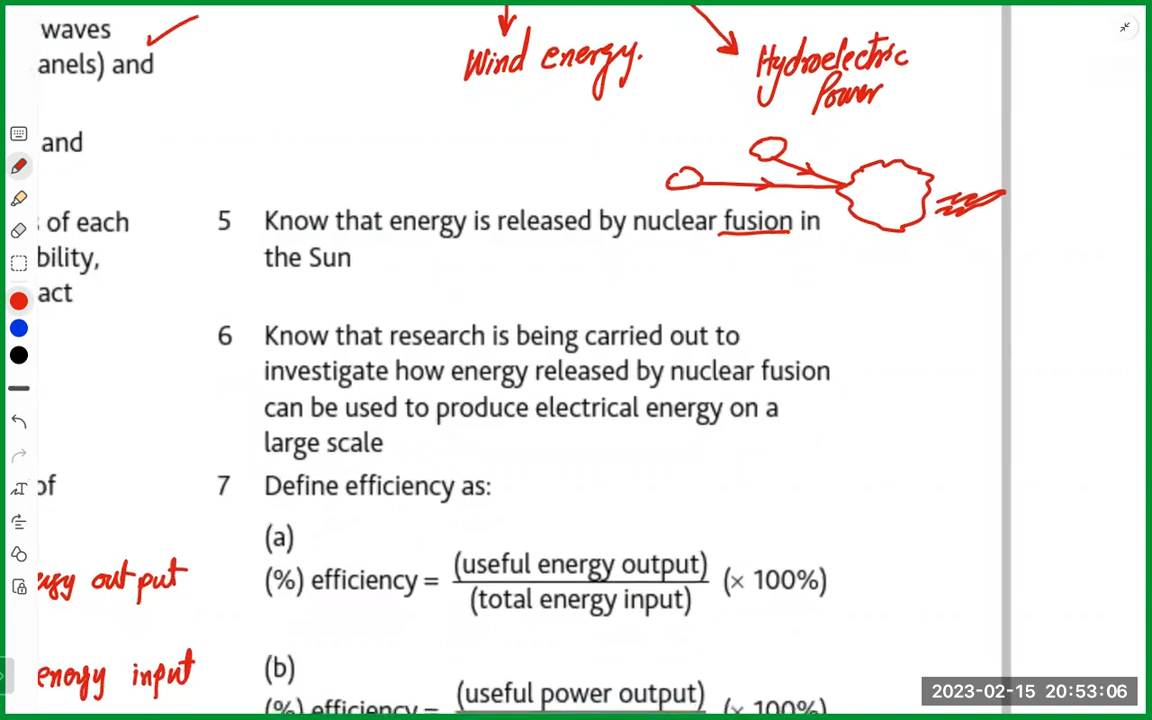 waves
anels) and
Wind energy.
Hydroelectric
Power
and
of each
bility,
act
5 Know that energy is released by nuclear fusion in
the Sun
6 Know that research is being carried out to
investigate how energy released by nuclear fusion
can be used to produce electrical energy on a
large scale
of
7 Define efficiency as:
(a)
(%) efficiency = (useful energy output) (× 100%)
(total energy input)
output
energy input
(b)
(%) efficiency = (useful power output) (× 100%)
2023-02-15 20:53:06